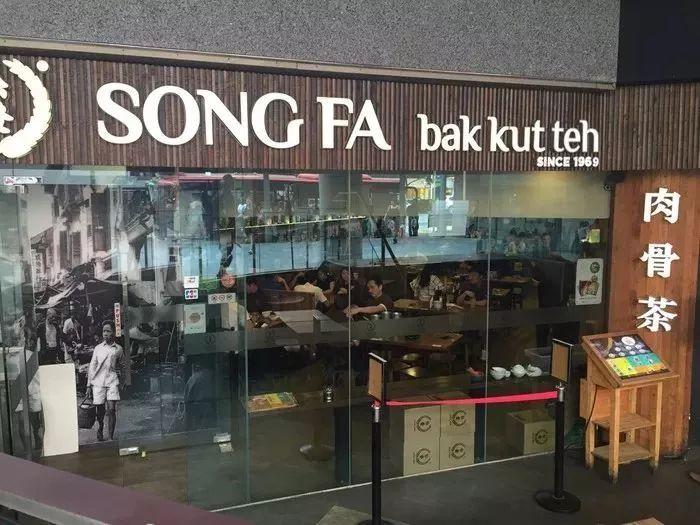 SONG FA bak kut teh
SINCE 1969
肉骨茶